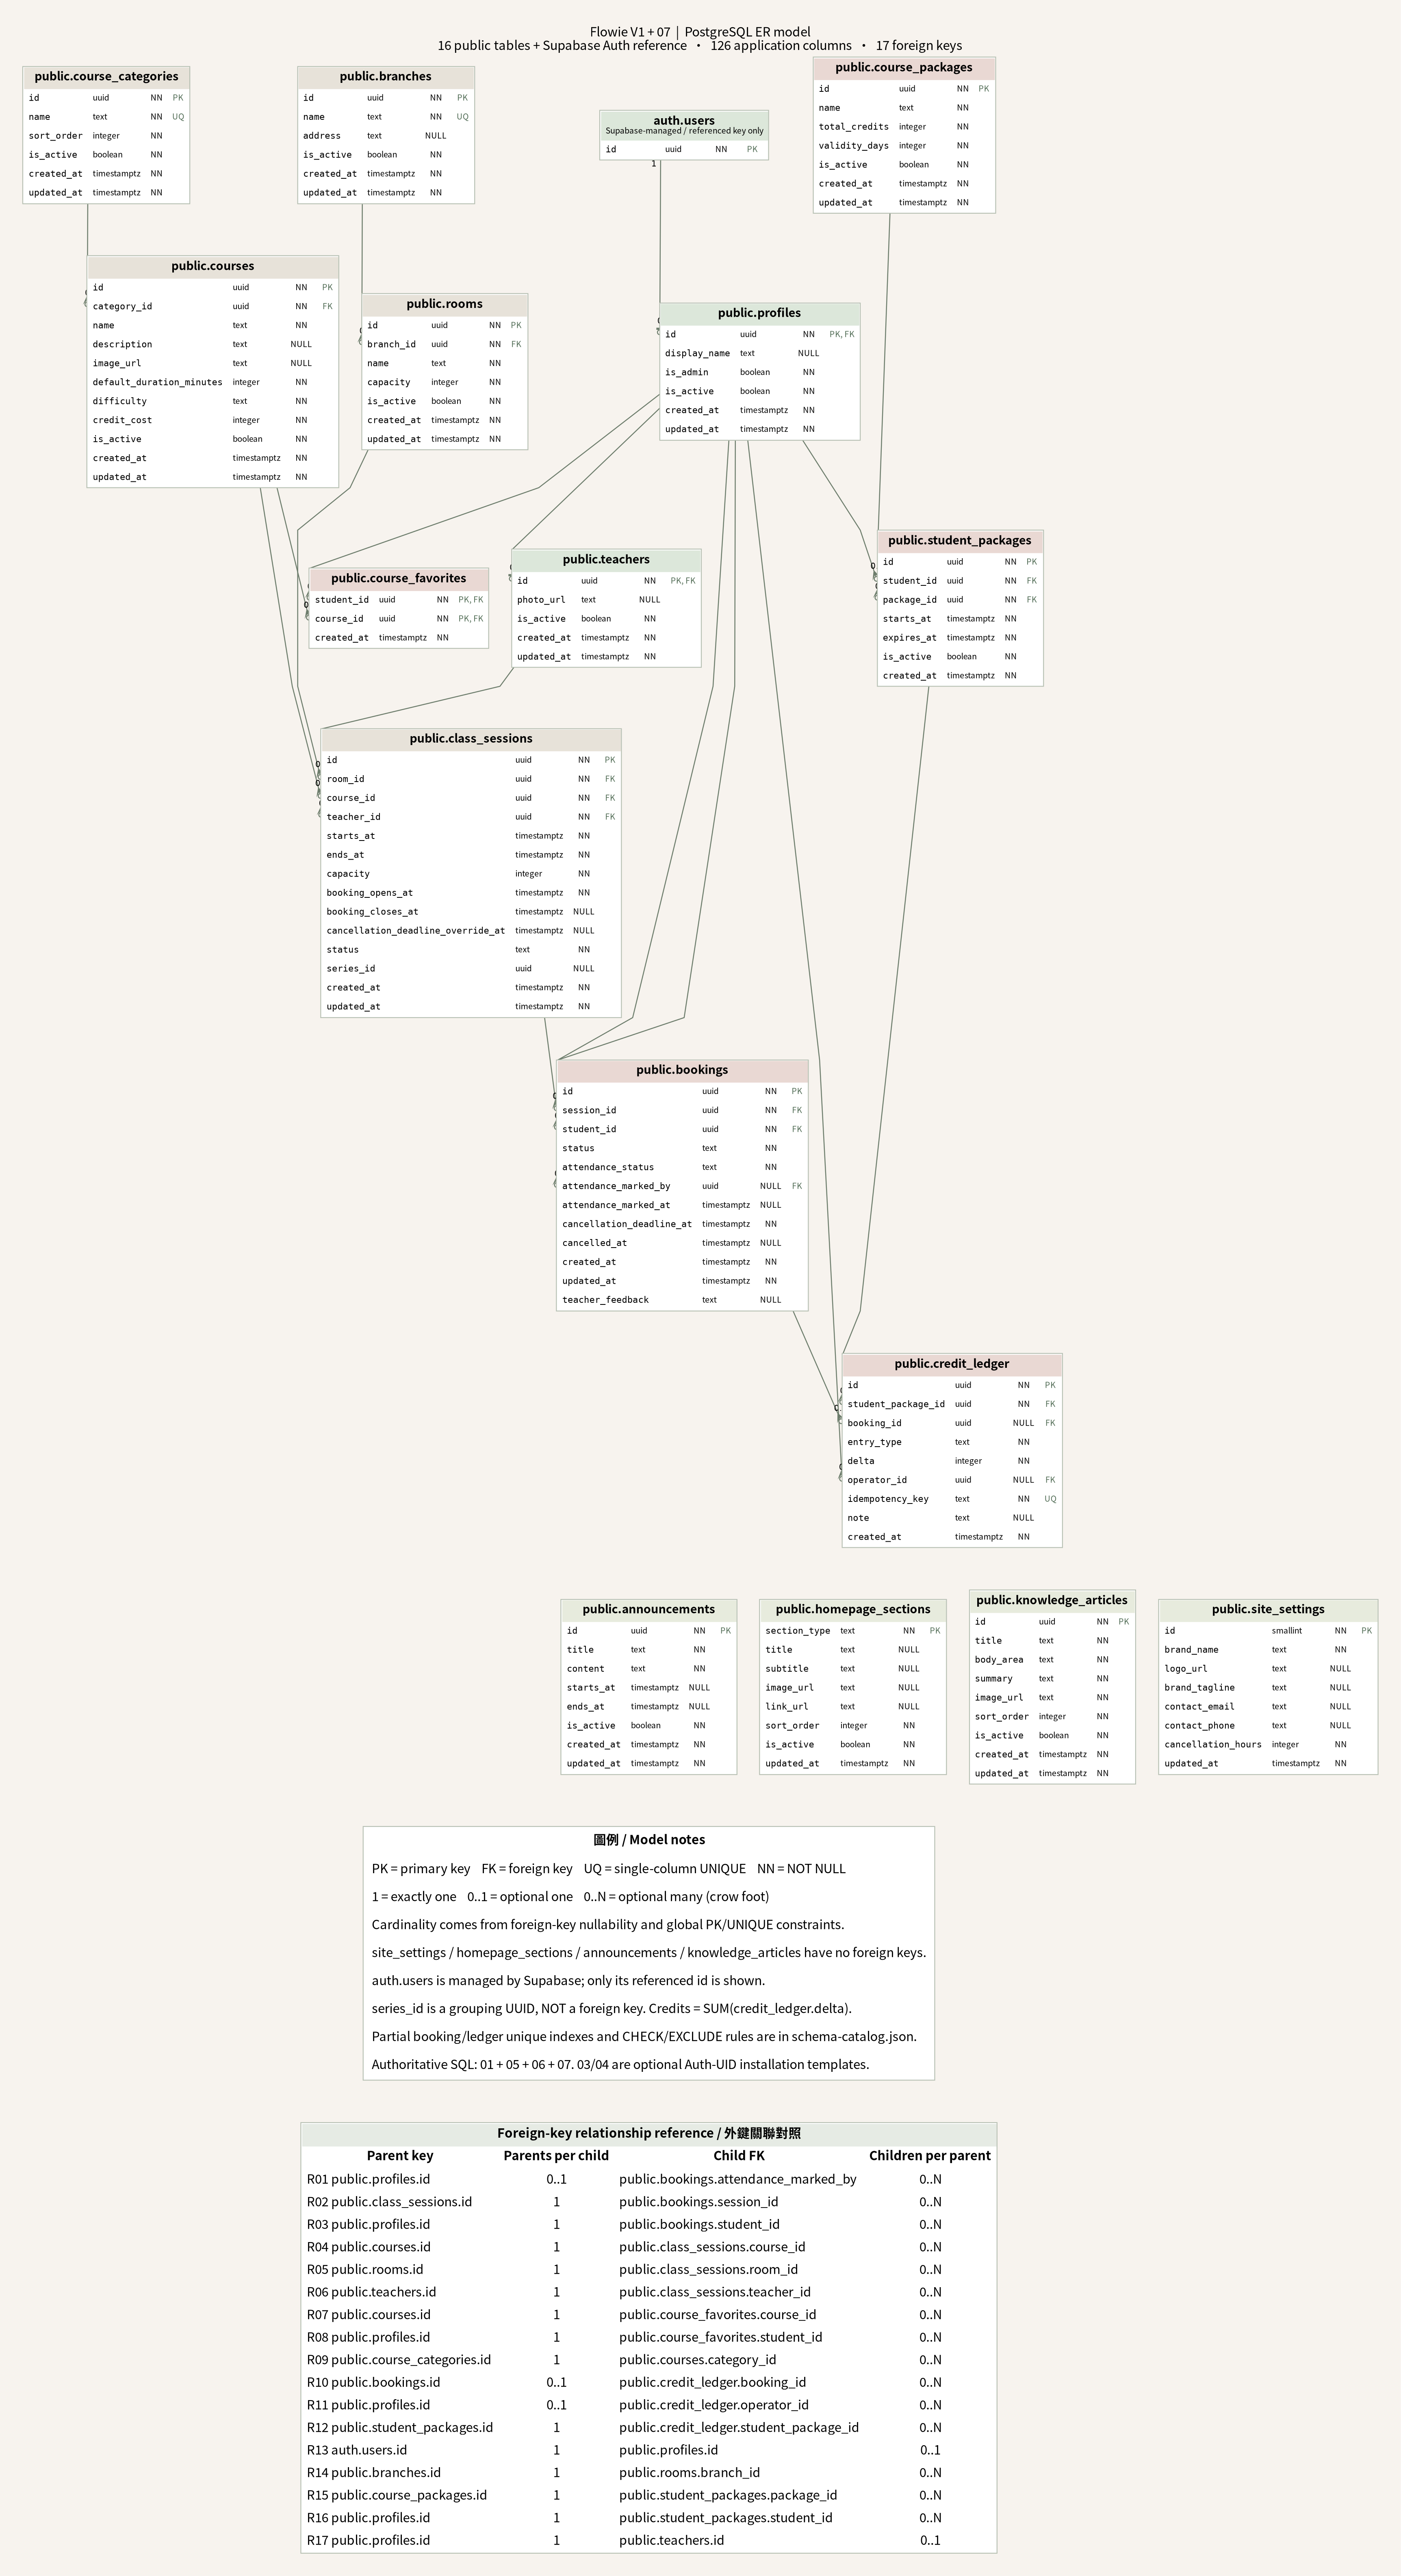 Flowie V1 + 07 | PostgreSQL ER model
16 public tables + Supabase Auth reference • 126 application columns • 17 foreign keys
public.course_categories
id uuid NN PK
name text NN UQ
sort_order integer NN
is_active boolean NN
created_at timestamptz NN
updated_at timestamptz NN
public.branches
id uuid NN PK
name text NN UQ
address text NULL
is_active boolean NN
created_at timestamptz NN
updated_at timestamptz NN
auth.users
Supabase-managed / referenced key only
id uuid NN PK
1
public.course_packages
id uuid NN PK
name text NN
total_credits integer NN
validity_days integer NN
is_active boolean NN
created_at timestamptz NN
updated_at timestamptz NN
public.courses
id uuid NN PK
category_id uuid NN FK
name text NN
description text NULL
image_url text NULL
default_duration_minutes integer NN
difficulty text NN
credit_cost integer NN
is_active boolean NN
created_at timestamptz NN
updated_at timestamptz NN
public.rooms
id uuid NN PK
branch_id uuid NN FK
name text NN
capacity integer NN
is_active boolean NN
created_at timestamptz NN
updated_at timestamptz NN
public.profiles
id uuid NN PK, FK
display_name text NULL
is_admin boolean NN
is_active boolean NN
created_at timestamptz NN
updated_at timestamptz NN
public.course_favorites
student_id uuid NN PK, FK
course_id uuid NN PK, FK
created_at timestamptz NN
public.teachers
id uuid NN PK, FK
photo_url text NULL
is_active boolean NN
created_at timestamptz NN
updated_at timestamptz NN
public.student_packages
id uuid NN PK
student_id uuid NN FK
package_id uuid NN FK
starts_at timestamptz NN
expires_at timestamptz NN
is_active boolean NN
created_at timestamptz NN
public.class_sessions
id uuid NN PK
room_id uuid NN FK
course_id uuid NN FK
teacher_id uuid NN FK
starts_at timestamptz NN
ends_at timestamptz NN
capacity integer NN
booking_opens_at timestamptz NN
booking_closes_at timestamptz NULL
cancellation_deadline_override_at timestamptz NULL
status text NN
series_id uuid NULL
created_at timestamptz NN
updated_at timestamptz NN
public.bookings
id uuid NN PK
session_id uuid NN FK
student_id uuid NN FK
status text NN
attendance_status text NN
attendance_marked_by uuid NULL FK
attendance_marked_at timestamptz NULL
cancellation_deadline_at timestamptz NN
cancelled_at timestamptz NULL
created_at timestamptz NN
updated_at timestamptz NN
teacher_feedback text NULL
public.credit_ledger
id uuid NN PK
student_package_id uuid NN FK
booking_id uuid NULL FK
entry_type text NN
delta integer NN
operator_id uuid NULL FK
idempotency_key text NN UQ
note text NULL
created_at timestamptz NN
public.announcements
id uuid NN PK
title text NN
content text NN
starts_at timestamptz NULL
ends_at timestamptz NULL
is_active boolean NN
created_at timestamptz NN
updated_at timestamptz NN
public.homepage_sections
section_type text NN PK
title text NULL
subtitle text NULL
image_url text NULL
link_url text NULL
sort_order integer NN
is_active boolean NN
updated_at timestamptz NN
public.knowledge_articles
id uuid NN PK
title text NN
body_area text NN
summary text NN
image_url text NN
sort_order integer NN
is_active boolean NN
created_at timestamptz NN
updated_at timestamptz NN
public.site_settings
id smallint NN PK
brand_name text NN
logo_url text NULL
brand_tagline text NULL
contact_email text NULL
contact_phone text NULL
cancellation_hours integer NN
updated_at timestamptz NN
圖例 / Model notes
PK = primary key FK = foreign key UQ = single-column UNIQUE NN = NOT NULL
1 = exactly one 0..1 = optional one 0..N = optional many (crow foot)
Cardinality comes from foreign-key nullability and global PK/UNIQUE constraints.
site_settings / homepage_sections / announcements / knowledge_articles have no foreign keys.
auth.users is managed by Supabase; only its referenced id is shown.
series_id is a grouping UUID, NOT a foreign key. Credits = SUM(credit_ledger.delta).
Partial booking/ledger unique indexes and CHECK/EXCLUDE rules are in schema-catalog.json.
Authoritative SQL: 01 + 05 + 06 + 07. 03/04 are optional Auth-UID installation templates.
Foreign-key relationship reference / 外鍵關聯對照
Parent key Parents per child Child FK Children per parent
R01 public.profiles.id 0..1 public.bookings.attendance_marked_by 0..N
R02 public.class_sessions.id 1 public.bookings.session_id 0..N
R03 public.profiles.id 1 public.bookings.student_id 0..N
R04 public.courses.id 1 public.class_sessions.course_id 0..N
R05 public.rooms.id 1 public.class_sessions.room_id 0..N
R06 public.teachers.id 1 public.class_sessions.teacher_id 0..N
R07 public.courses.id 1 public.course_favorites.course_id 0..N
R08 public.profiles.id 1 public.course_favorites.student_id 0..N
R09 public.course_categories.id 1 public.courses.category_id 0..N
R10 public.bookings.id 0..1 public.credit_ledger.booking_id 0..N
R11 public.profiles.id 0..1 public.credit_ledger.operator_id 0..N
R12 public.student_packages.id 1 public.credit_ledger.student_package_id 0..N
R13 auth.users.id 1 public.profiles.id 0..1
R14 public.branches.id 1 public.rooms.branch_id 0..N
R15 public.course_packages.id 1 public.student_packages.package_id 0..N
R16 public.profiles.id 1 public.student_packages.student_id 0..N
R17 public.profiles.id 1 public.teachers.id 0..1